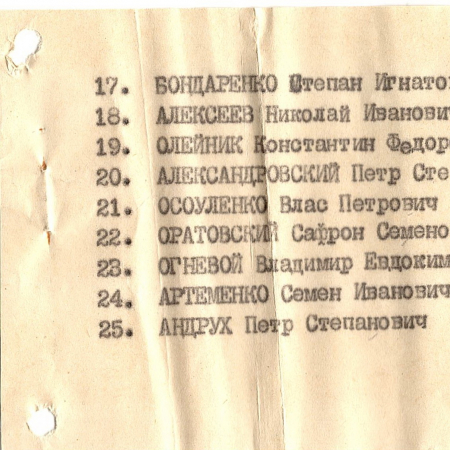 17. БОНДАРЕНКО Степан Игнато
18. АЛЕКСЕЕВ Николай Иванови
19. ОЛЕЙНИК Константин Федор
20. АЛЕКСАНДРОВСКИЙ Петр Сте
21. ОСОУЛЕНКО Влас Петрович
22. ОРАТОВСКИЙ Сафрон Семено
23. ОГНЕВОЙ Владимир Евдоким
24. АРТЕМЕНКО Семен Иванович
25. АНДРУХ Петр Степанович